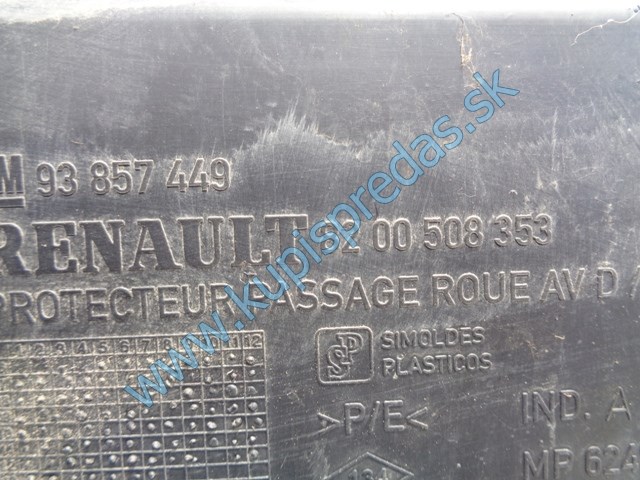 M 93 857 449
RENAULT 82 00 508 353
PROTECTEUR PASSAGE ROUE AV D
1 2 3 4 5 6 7 8 9 10 11 12
SIMOLDES
PLASTICOS
>P/E<
IND. A
MP 624
www.kupispredas.sk